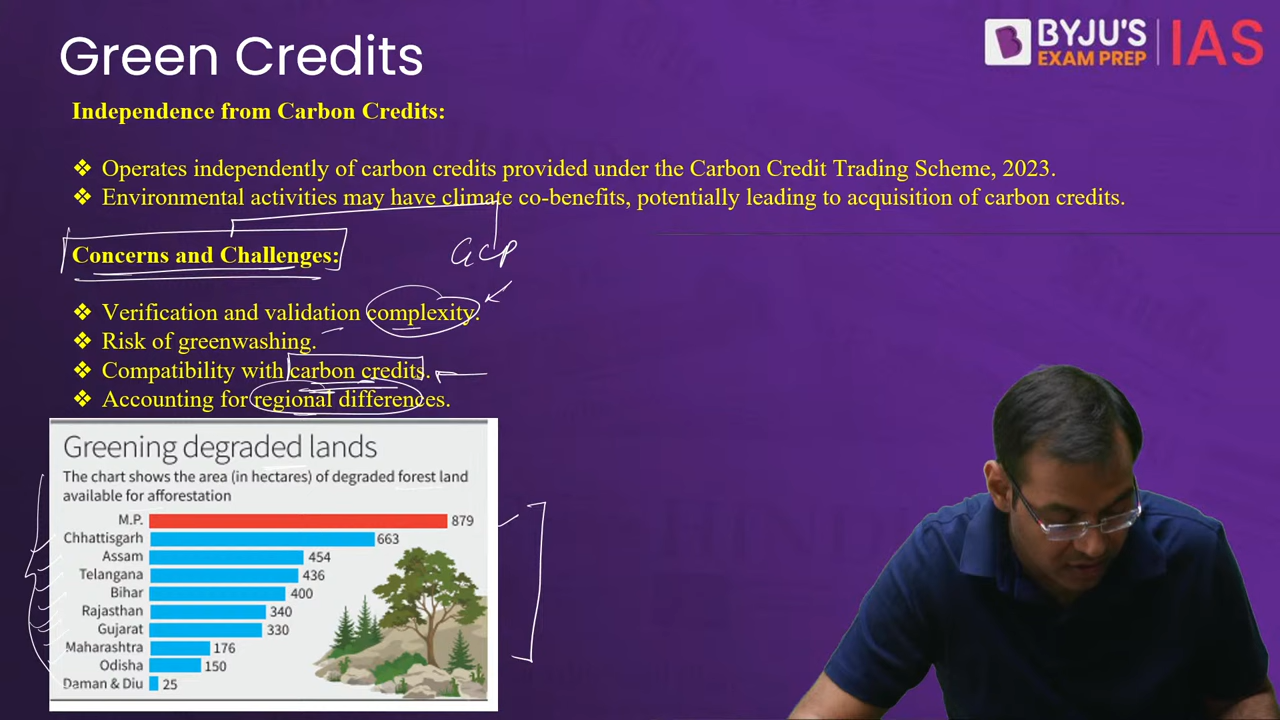 Green Credits
BYJU'S
EXAM PREP
IAS
Independence from Carbon Credits:
❖ Operates independently of carbon credits provided under the Carbon Credit Trading Scheme, 2023.
❖ Environmental activities may have climate co-benefits, potentially leading to acquisition of carbon credits.
Concerns and Challenges:
GCP
❖ Verification and validation complexity.
❖ Risk of greenwashing.
❖ Compatibility with carbon credits.
❖ Accounting for regional differences.
Greening degraded lands
The chart shows the area (in hectares) of degraded forest land
available for afforestation
M.P. 879
Chhattisgarh 663
Assam 454
Telangana 436
Bihar 400
Rajasthan 340
Gujarat 330
Maharashtra 176
Odisha 150
Daman & Diu 25